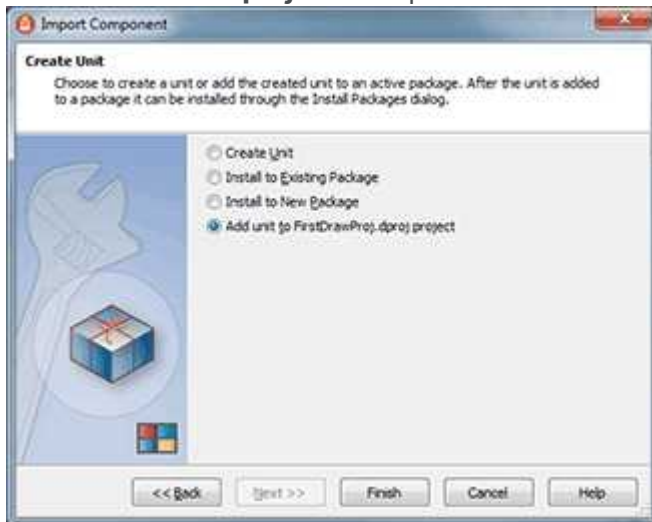 Import Component
Create Unit
Choose to create a unit or add the created unit to an active package. After the unit is added
to a package it can be installed through the Install Packages dialog.
Create Unit
Install to Existing Package
Install to New Package
Add unit to FirstDrawProj.dproj project
<< Back Next >> Finish Cancel Help